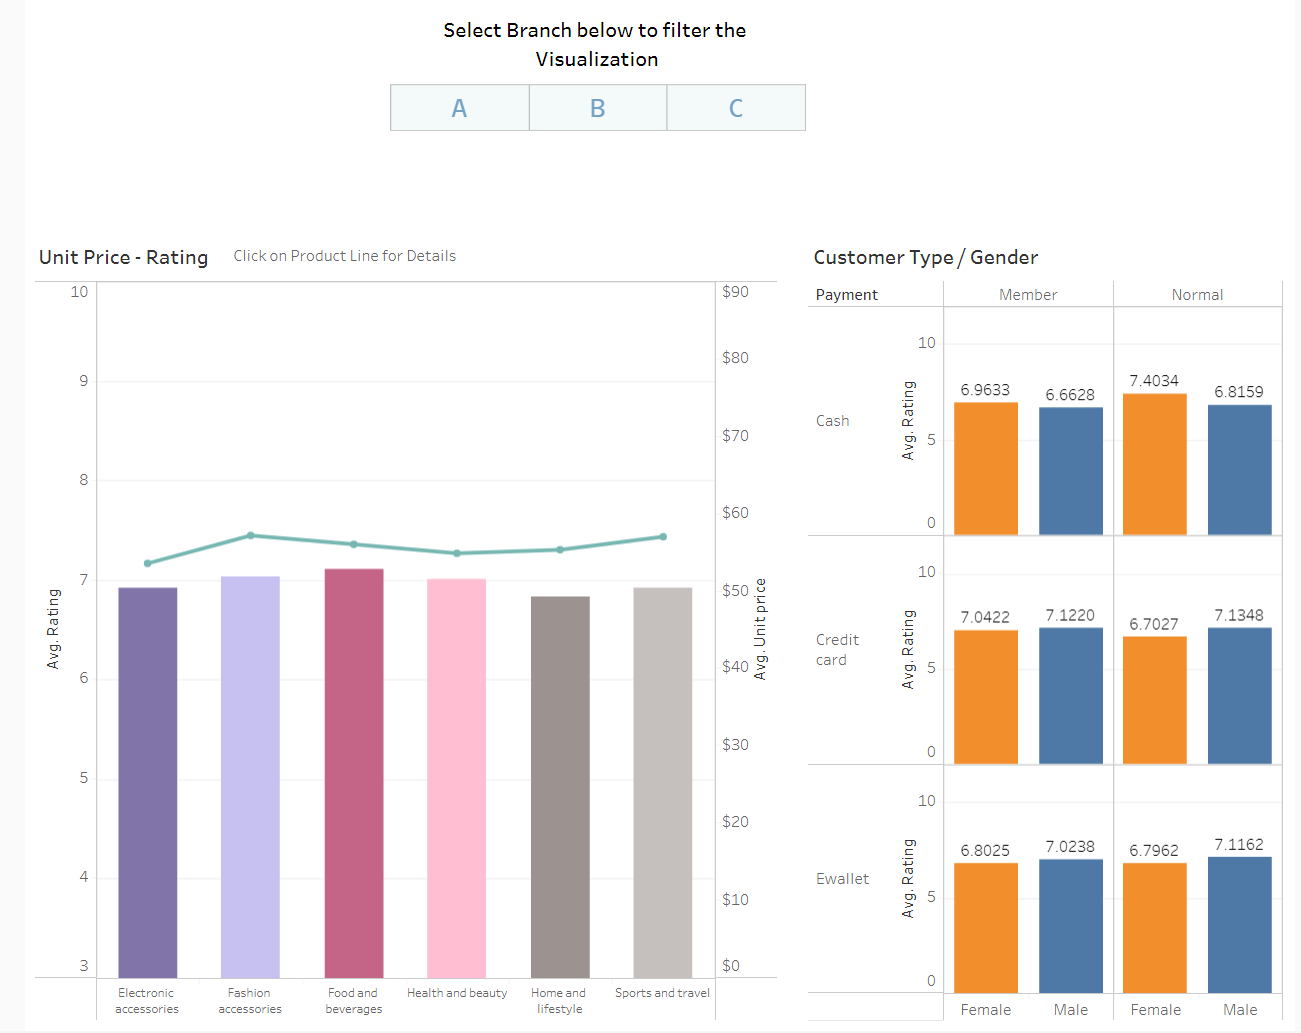 Select Branch below to filter the
Visualization
A B C
Unit Price - Rating Click on Product Line for Details
10
9
8
7
6
5
4
3
Avg. Rating
$90
$80
$70
$60
$50
$40
$30
$20
$10
$0
Avg. Unit price
Electronic
accessories
Fashion
accessories
Food and
beverages
Health and beauty
Home and
lifestyle
Sports and travel
Customer Type / Gender
Payment Member Normal
Cash
Avg. Rating
10
5
0
6.9633 6.6628 7.4034 6.8159
Credit
card
Avg. Rating
10
5
0
7.0422 7.1220 6.7027 7.1348
Ewallet
Avg. Rating
10
5
0
6.8025 7.0238 6.7962 7.1162
Female Male Female Male